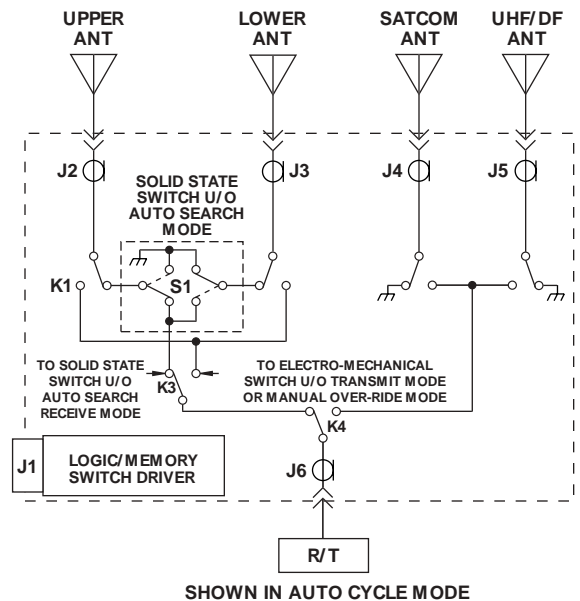 UPPER
ANT
LOWER
ANT
SATCOM
ANT
UHF/DF
ANT
J2
J3
J4
J5
SOLID STATE
SWITCH U/O
AUTO SEARCH
MODE
K1
S1
TO SOLID STATE
SWITCH U/O
AUTO SEARCH
RECEIVE MODE
K3
TO ELECTRO-MECHANICAL
SWITCH U/O TRANSMIT MODE
OR MANUAL OVER-RIDE MODE
K4
J1
LOGIC/MEMORY
SWITCH DRIVER
J6
R/T
SHOWN IN AUTO CYCLE MODE